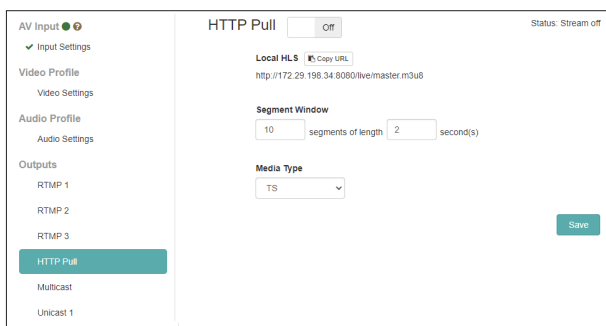 AV Input
Input Settings
Video Profile
Video Settings
Audio Profile
Audio Settings
Outputs
RTMP 1
RTMP 2
RTMP 3
HTTP Pull
Multicast
Unicast 1
HTTP Pull Off
Status: Stream off
Local HLS Copy URL
http://172.29.198.34:8080/live/master.m3u8
Segment Window
10 segments of length 2 second(s)
Media Type
TS
Save